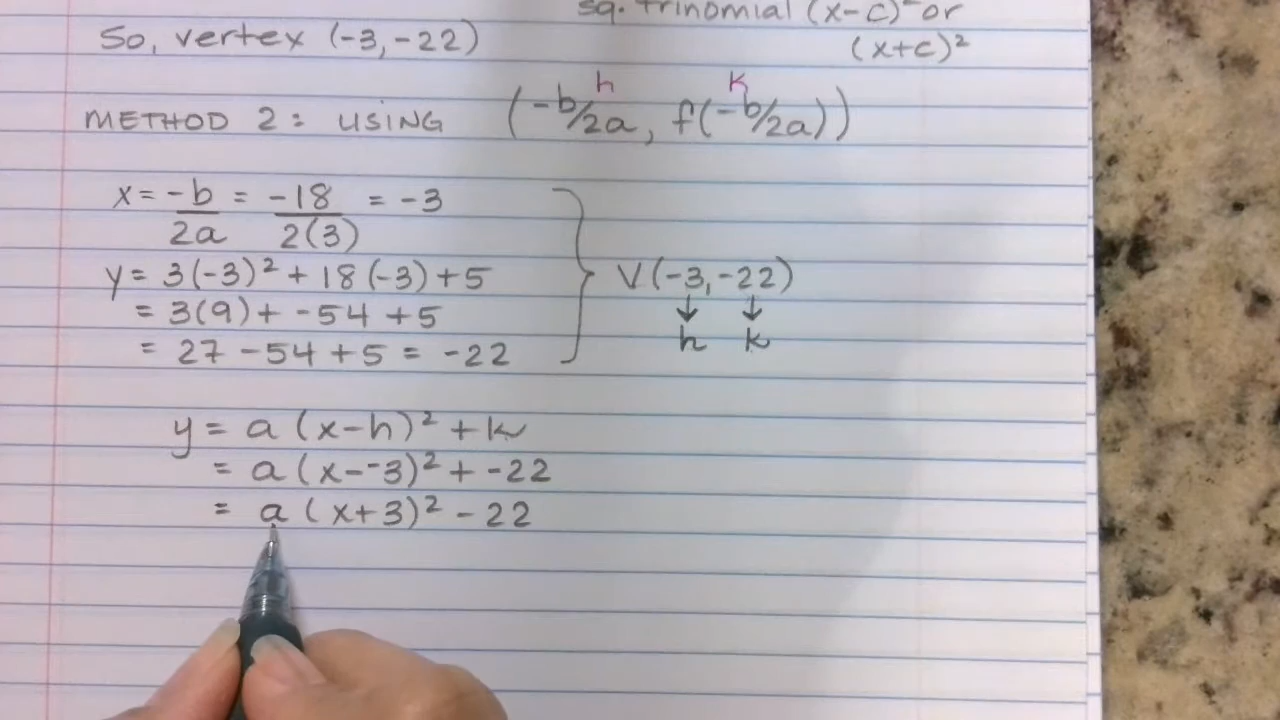 sq. trinomial (x-c)² or
So, vertex (-3,-22)
(x+c)²
h k
METHOD 2: USING (-b/2a, f(-b/2a))
x = -b/2a = -18/2(3) = -3
y = 3(-3)² + 18(-3) + 5
= 3(9) + -54 + 5
= 27 - 54 + 5 = -22
V(-3,-22)
↓ ↓
h k
y = a(x-h)² + k
= a(x--3)² + -22
= a(x+3)² - 22